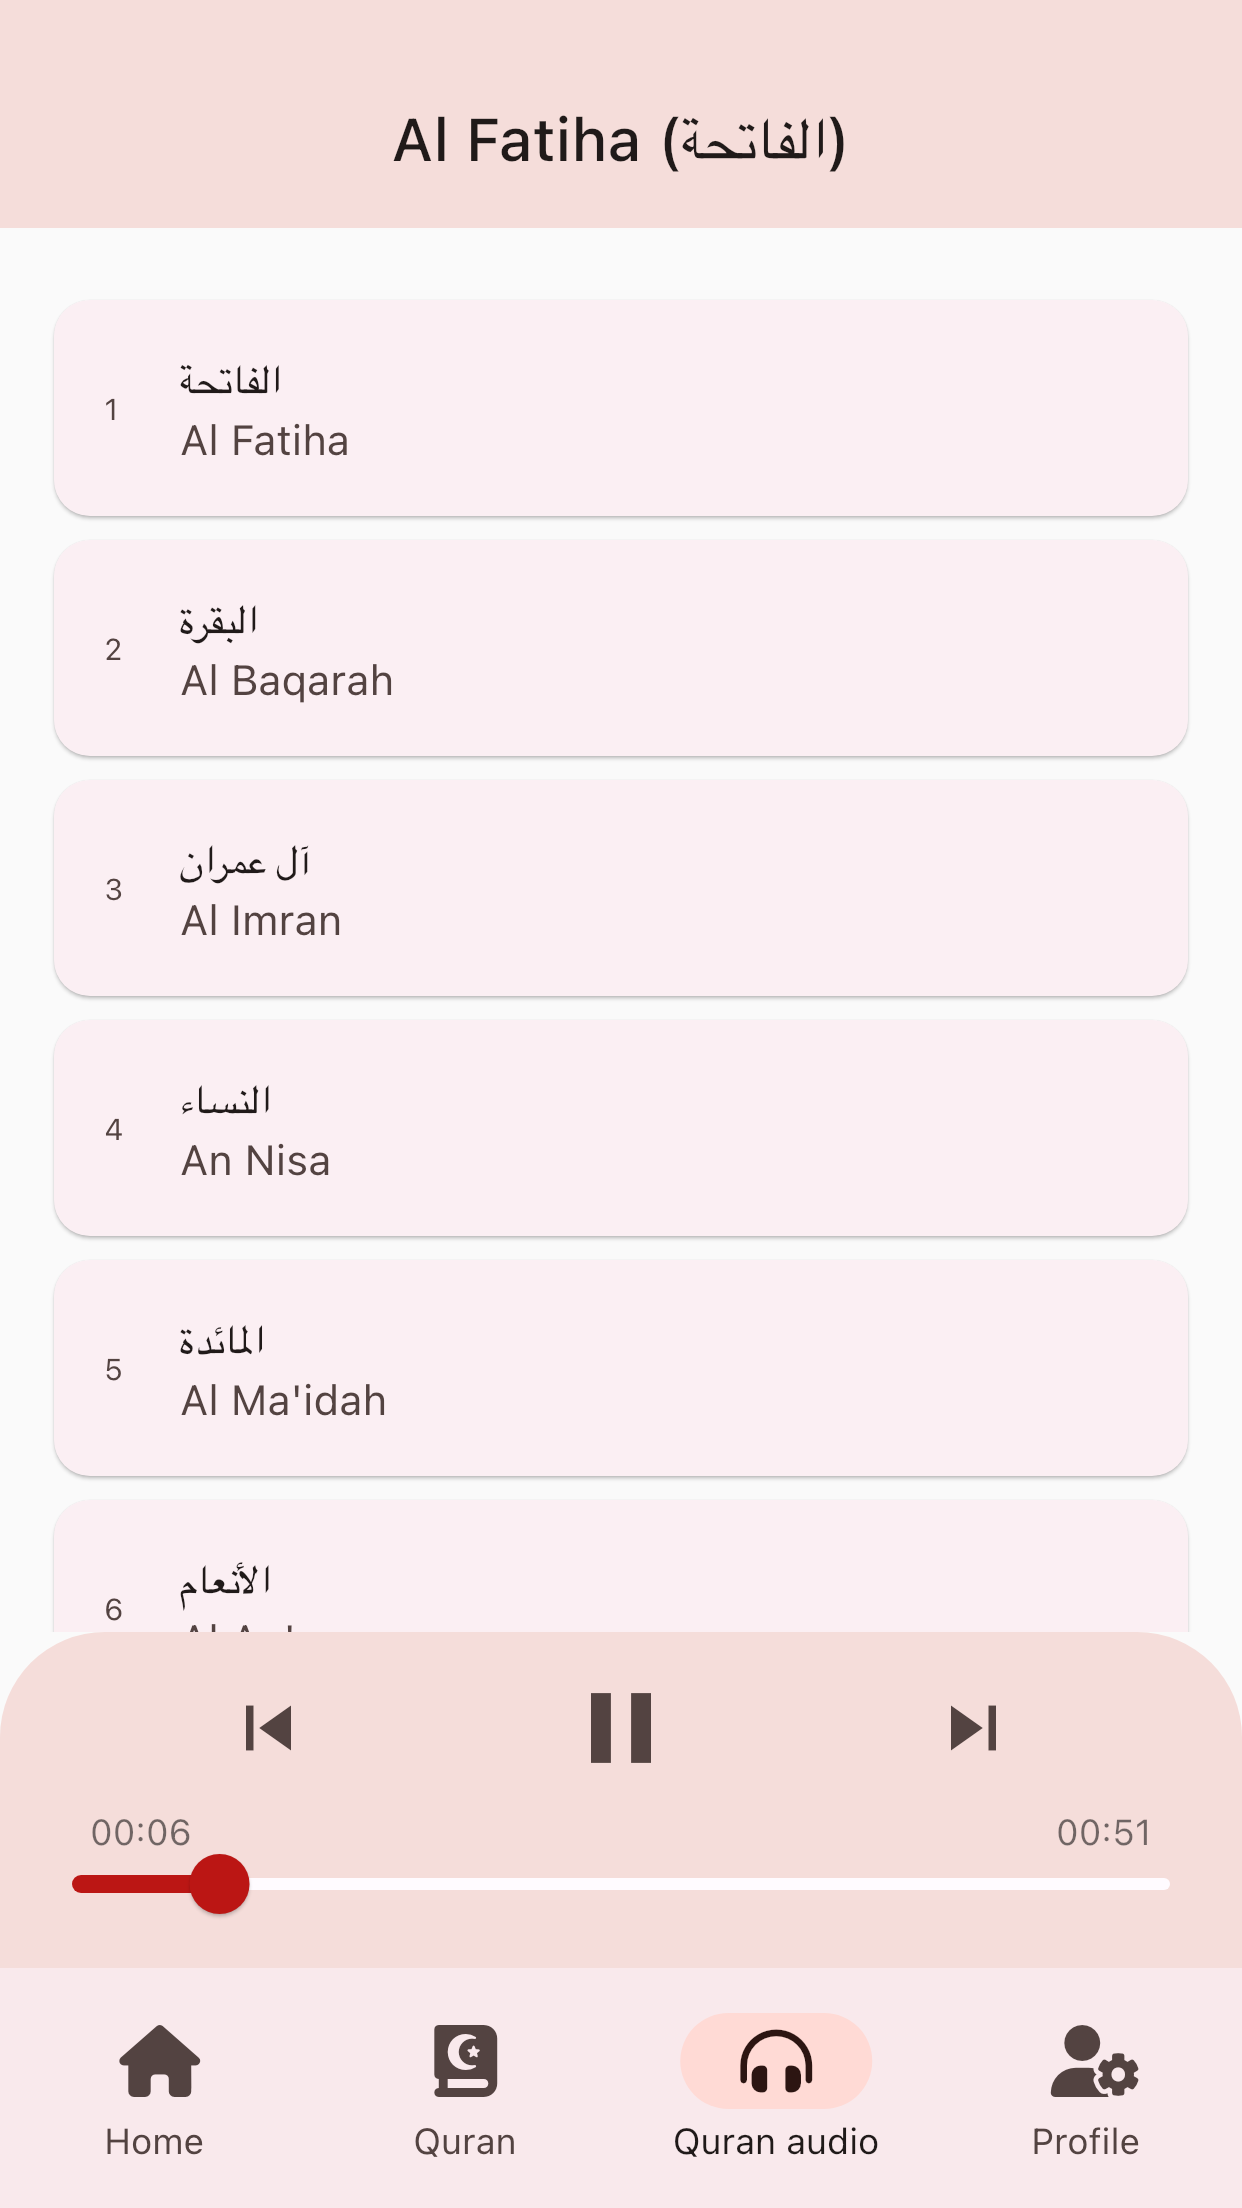 Al Fatiha (الفاتحة)
1
الفاتحة
Al Fatiha
2
البقرة
Al Baqarah
3
آل عمران
Al Imran
4
النساء
An Nisa
5
المائدة
Al Ma'idah
6
الأنعام
00:06
00:51
Home
Quran
Quran audio
Profile